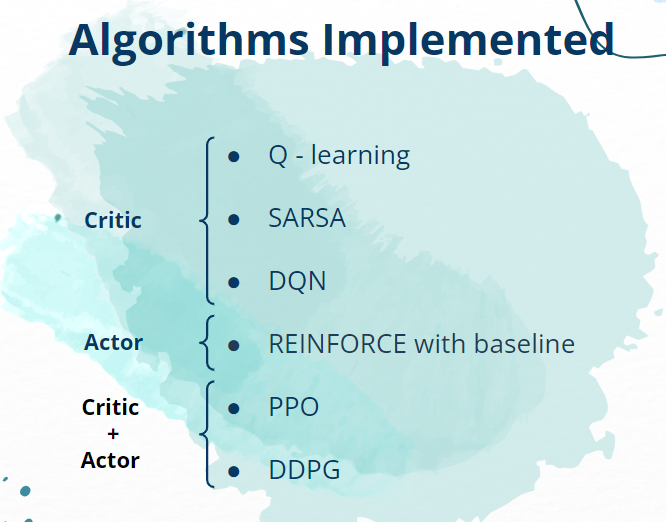 Algorithms Implemented
Critic
● Q - learning
● SARSA
● DQN
Actor
● REINFORCE with baseline
Critic
+
Actor
● PPO
● DDPG